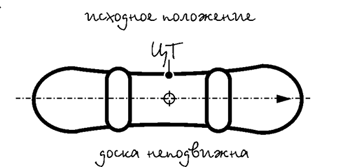 исходное положение
ЦТ
доска неподвижна